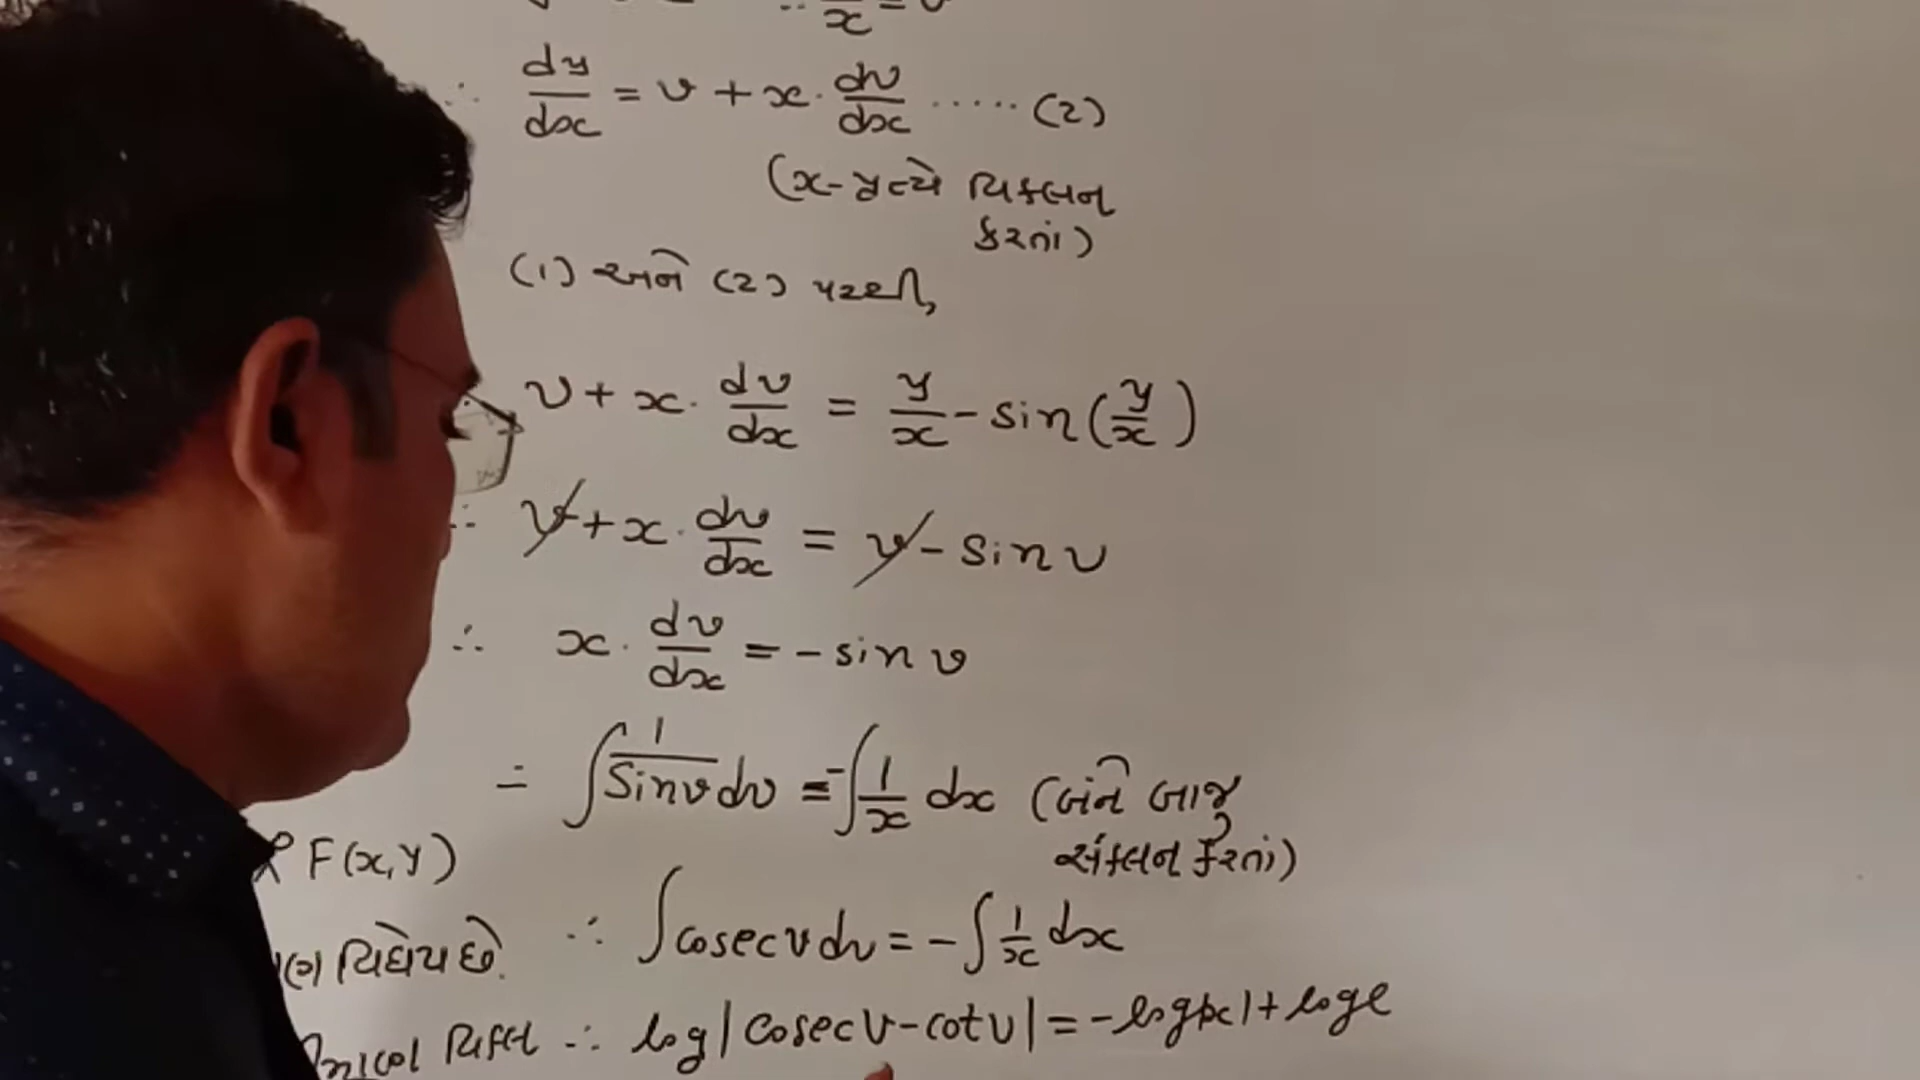 y/x = v
∴ dy/dx = v + x · dv/dx ..... (2)
(x-પ્રત્યે વિકલન
કરતાં)
(1) અને (2) પરથી,
v + x · dv/dx = y/x - sin(y/x)
∴ v + x · dv/dx = v - sin v
∴ x · dv/dx = - sin v
= ∫ 1/sin v dv = -∫ 1/x dx (બંને બાજુ
સંકલન કરતાં)
F(x,y)
વિધેય છે.
∴ ∫ cosec v dv = - ∫ 1/x dx
વિકલ ∴ log|cosec v - cot v| = - log|x| + log c